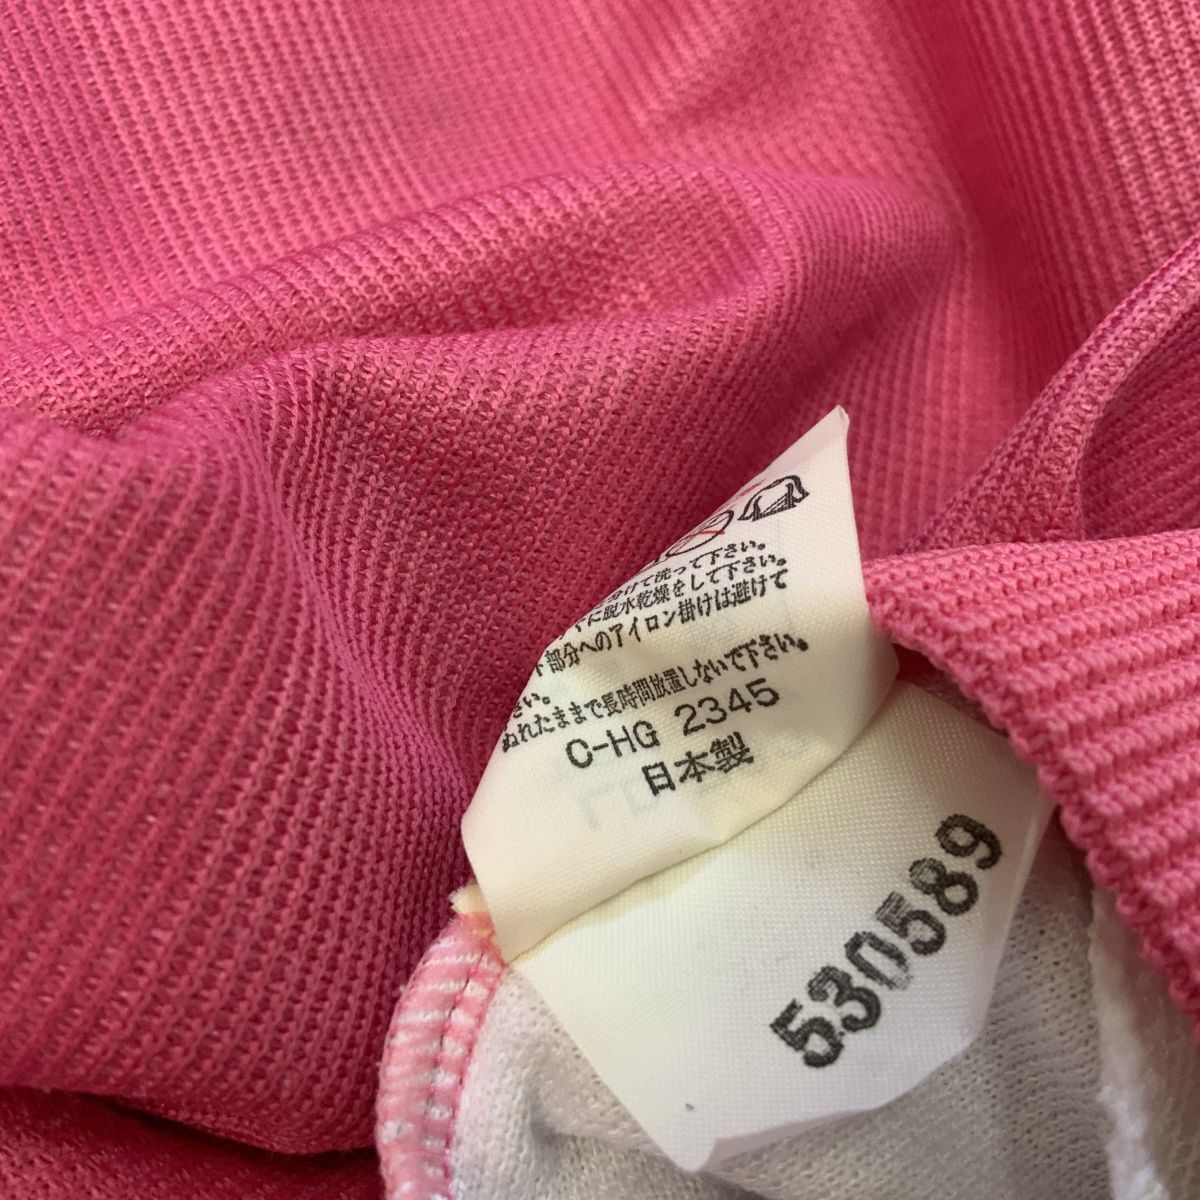 分けて洗って下さい。
に脱水乾燥をして下さい。
部分へのアイロン掛けは避けて
さい。
ぬれたままで長時間放置しないで下さい。
C-HG 2345
日本製
530589